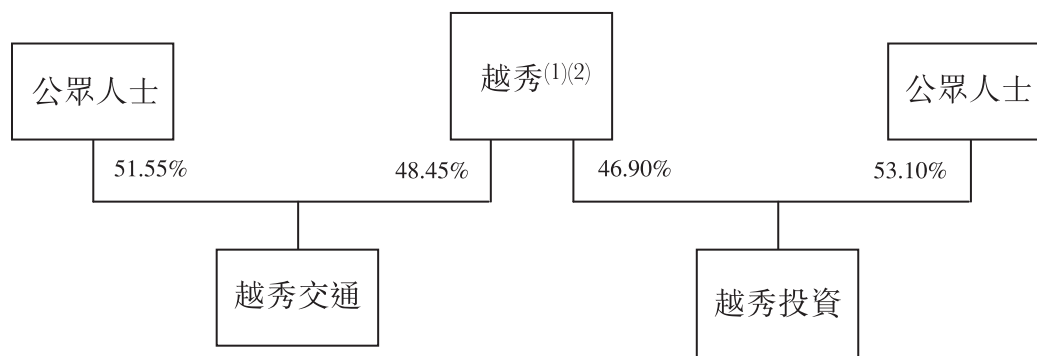 公眾人士
越秀(1)(2)
公眾人士
51.55%
48.45%
46.90%
53.10%
越秀交通
越秀投資